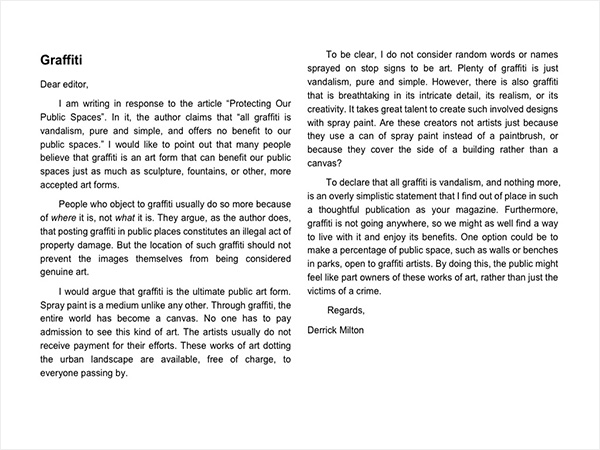 Graffiti
Dear editor,
I am writing in response to the article “Protecting Our
Public Spaces”. In it, the author claims that “all graffiti is
vandalism, pure and simple, and offers no benefit to our
public spaces.” I would like to point out that many people
believe that graffiti is an art form that can benefit our public
spaces just as much as sculpture, fountains, or other, more
accepted art forms.
People who object to graffiti usually do so more because
of where it is, not what it is. They argue, as the author does,
that posting graffiti in public places constitutes an illegal act of
property damage. But the location of such graffiti should not
prevent the images themselves from being considered
genuine art.
I would argue that graffiti is the ultimate public art form.
Spray paint is a medium unlike any other. Through graffiti, the
entire world has become a canvas. No one has to pay
admission to see this kind of art. The artists usually do not
receive payment for their efforts. These works of art dotting
the urban landscape are available, free of charge, to
everyone passing by.
To be clear, I do not consider random words or names
sprayed on stop signs to be art. Plenty of graffiti is just
vandalism, pure and simple. However, there is also graffiti
that is breathtaking in its intricate detail, its realism, or its
creativity. It takes great talent to create such involved designs
with spray paint. Are these creators not artists just because
they use a can of spray paint instead of a paintbrush, or
because they cover the side of a building rather than a
canvas?
To declare that all graffiti is vandalism, and nothing more,
is an overly simplistic statement that I find out of place in such
a thoughtful publication as your magazine. Furthermore,
graffiti is not going anywhere, so we might as well find a way
to live with it and enjoy its benefits. One option could be to
make a percentage of public space, such as walls or benches
in parks, open to graffiti artists. By doing this, the public might
feel like part owners of these works of art, rather than just the
victims of a crime.
Regards,
Derrick Milton